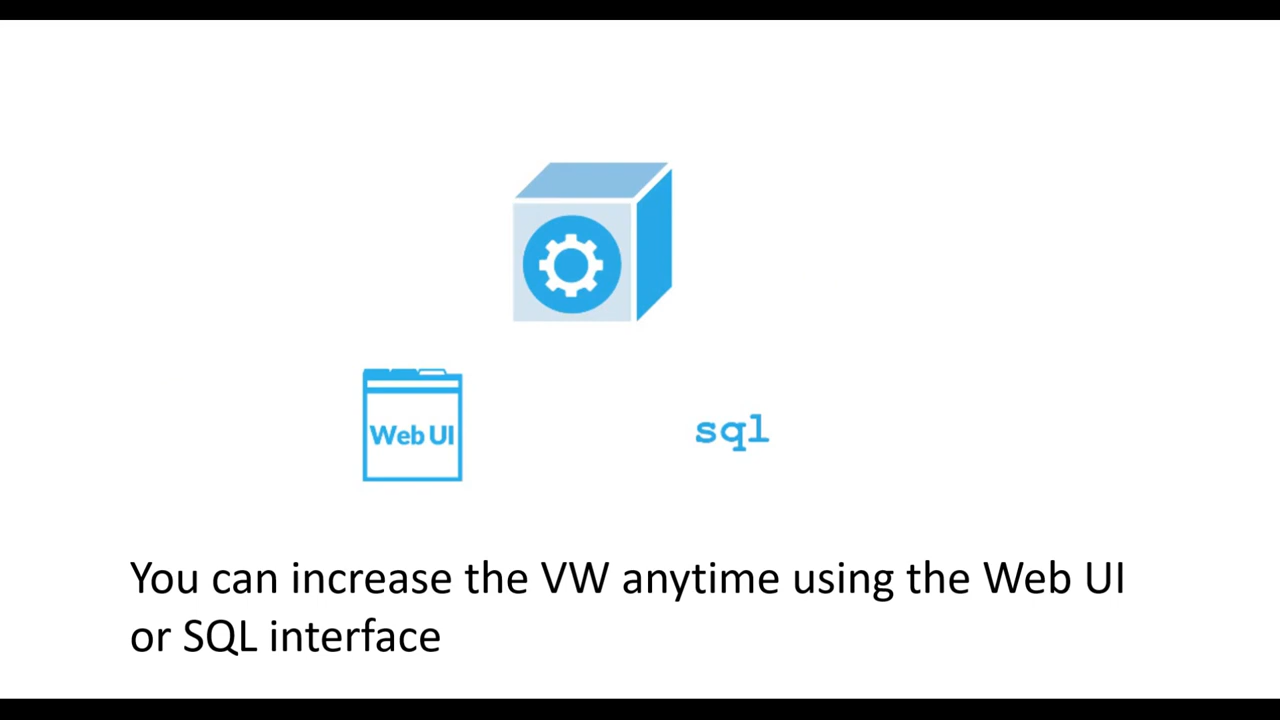 Web UI
sql
You can increase the VW anytime using the Web UI
or SQL interface